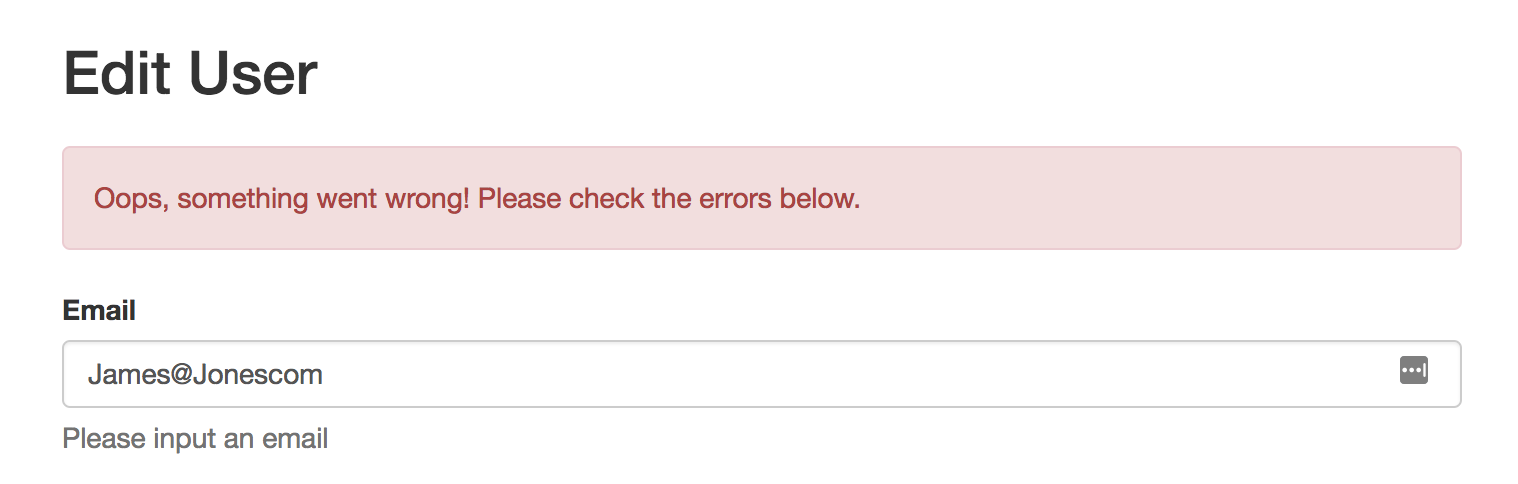 Edit User
Oops, something went wrong! Please check the errors below.
Email
James@Jonescom
Please input an email